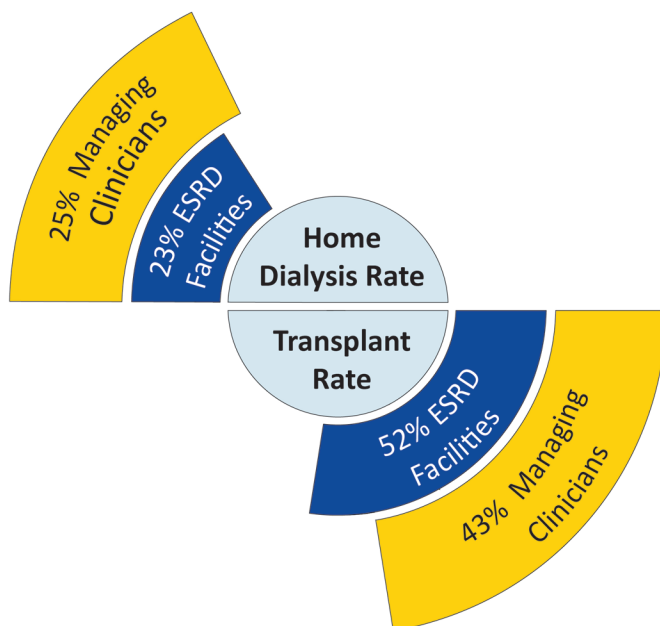 25% Managing
Clinicians
23% ESRD
Facilities
Home
Dialysis Rate
Transplant
Rate
52% ESRD
Facilities
43% Managing
Clinicians